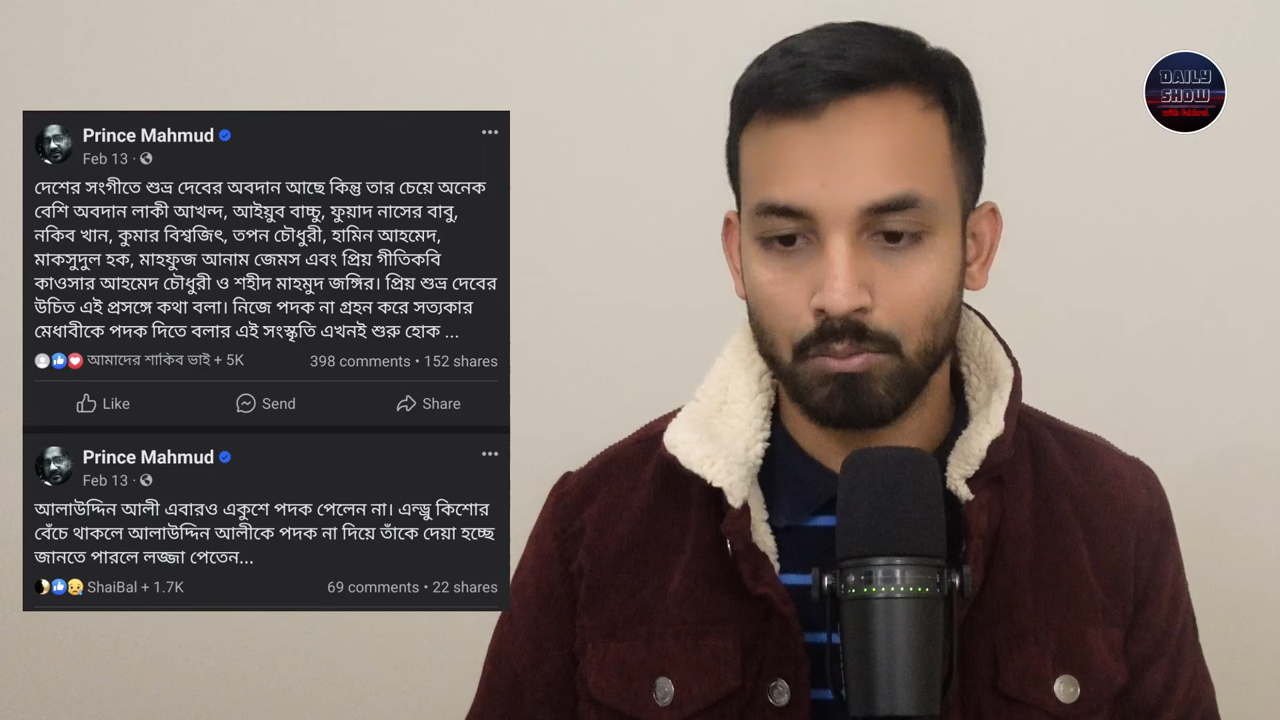 Prince Mahmud
Feb 13 ·
দেশের সংগীতে শুভ্র দেবের অবদান আছে কিন্তু তার চেয়ে অনেক
বেশি অবদান লাকী আখন্দ, আইয়ুব বাচ্চু, ফুয়াদ নাসের বাবু,
নকিব খান, কুমার বিশ্বজিৎ, তপন চৌধুরী, হামিন আহমেদ,
মাকসুদুল হক, মাহফুজ আনাম জেমস এবং প্রিয় গীতিকবি
কাওসার আহমেদ চৌধুরী ও শহীদ মাহমুদ জঙ্গির। প্রিয় শুভ্র দেবের
উচিত এই প্রসঙ্গে কথা বলা। নিজে পদক না গ্রহন করে সত্যকার
মেধাবীকে পদক দিতে বলার এই সংস্কৃতি এখনই শুরু হোক ...
আমাদের শাকিব ভাই + 5K 398 comments • 152 shares
Like Send Share
Prince Mahmud
Feb 13 ·
আলাউদ্দিন আলী এবারও একুশে পদক পেলেন না। এন্ড্রু কিশোর
বেঁচে থাকলে আলাউদ্দিন আলীকে পদক না দিয়ে তাঁকে দেয়া হচ্ছে
জানতে পারলে লজ্জা পেতেন...
ShaiBal + 1.7K 69 comments • 22 shares
DAILY
SHOW